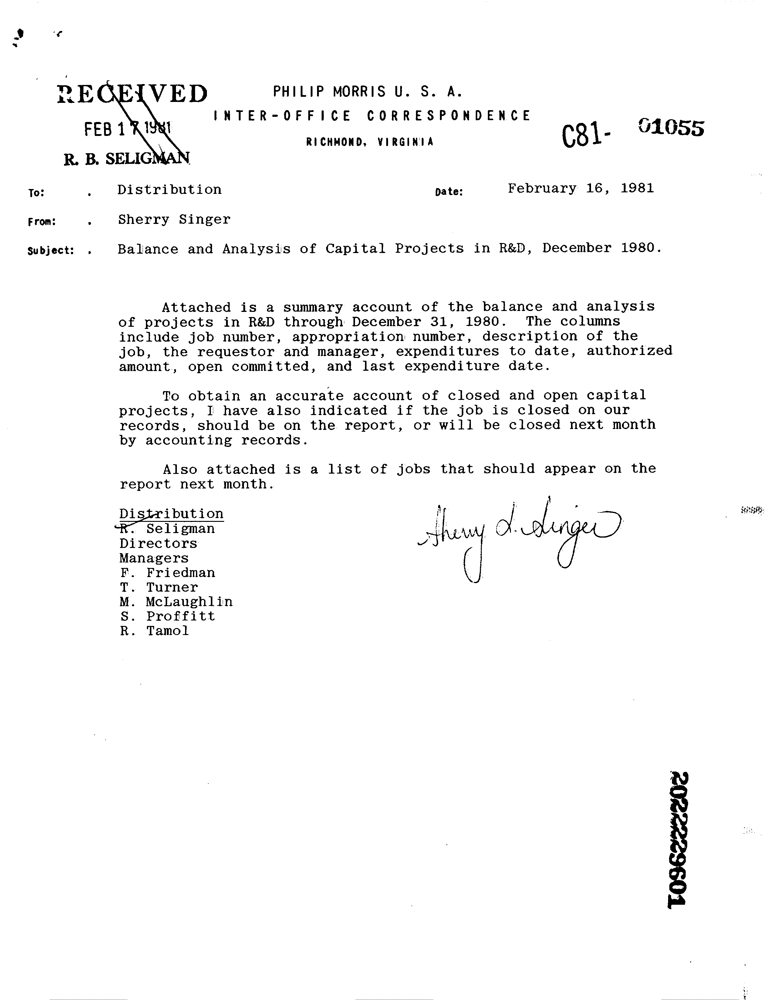 RECEIVED
FEB 17 1981
R. B. SELIGMAN
PHILIP MORRIS U. S. A.
INTER-OFFICE CORRESPONDENCE
RICHMOND, VIRGINIA
C81- 01055
To: . Distribution Date: February 16, 1981
From: . Sherry Singer
Subject: . Balance and Analysis of Capital Projects in R&D, December 1980.
Attached is a summary account of the balance and analysis
of projects in R&D through December 31, 1980. The columns
include job number, appropriation number, description of the
job, the requestor and manager, expenditures to date, authorized
amount, open committed, and last expenditure date.
To obtain an accurate account of closed and open capital
projects, I have also indicated if the job is closed on our
records, should be on the report, or will be closed next month
by accounting records.
Also attached is a list of jobs that should appear on the
report next month.
Distribution
R. Seligman
Directors
Managers
F. Friedman
T. Turner
M. McLaughlin
S. Proffitt
R. Tamol
Sherry L. Singer
2022229601